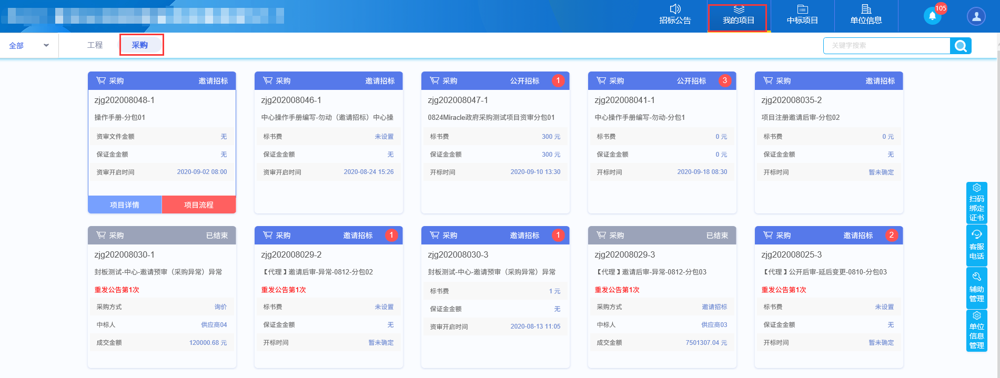 招标公告
我的项目
中标项目
单位信息
105
全部
工程
采购
关键字搜索
采购 邀请招标
zjg202008048-1
操作手册-分包01
资审文件金额 无
保证金金额 无
资审开启时间 2020-09-02 08:00
项目详情 项目流程
采购 邀请招标
zjg202008046-1
中心操作手册编写-勿动（邀请招标）中心操
标书费 未设置
保证金金额 无
资审开启时间 2020-08-24 15:26
采购 公开招标 1
zjg202008047-1
0824Miracle政府采购测试项目资审分包01
标书费 300 元
保证金金额 300 元
开标时间 2020-09-10 13:30
采购 公开招标 3
zjg202008041-1
中心操作手册编写-勿动-分包1
标书费 0 元
保证金金额 0 元
开标时间 2020-09-18 08:30
采购 邀请招标
zjg202008035-2
项目注册邀请后审-分包02
标书费 0 元
保证金金额 无
开标时间 暂未确定
采购 已结束
zjg202008030-1
封板测试-中心-邀请预审（采购异常）异常
重发公告第1次
采购方式 询价
中标人 供应商04
成交金额 120000.68 元
采购 邀请招标 1
zjg202008029-2
【代理】邀请后审-异常-0812-分包02
重发公告第1次
标书费 未设置
保证金金额 无
开标时间 暂未确定
采购 邀请招标 1
zjg202008030-3
封板测试-中心-邀请预审（采购异常）异常
标书费 1 元
保证金金额 无
资审开启时间 2020-08-13 11:05
采购 已结束
zjg202008029-3
【代理】邀请后审-异常-0812-分包03
重发公告第1次
采购方式 邀请招标
中标人 供应商03
成交金额 7501307.04 元
采购 邀请招标 2
zjg202008025-3
【代理】公开后审-延后变更-0810-分包03
重发公告第1次
标书费 未设置
保证金金额 无
开标时间 暂未确定
扫码
绑定
证书
客服
电话
辅助
管理
单位
信息
管理